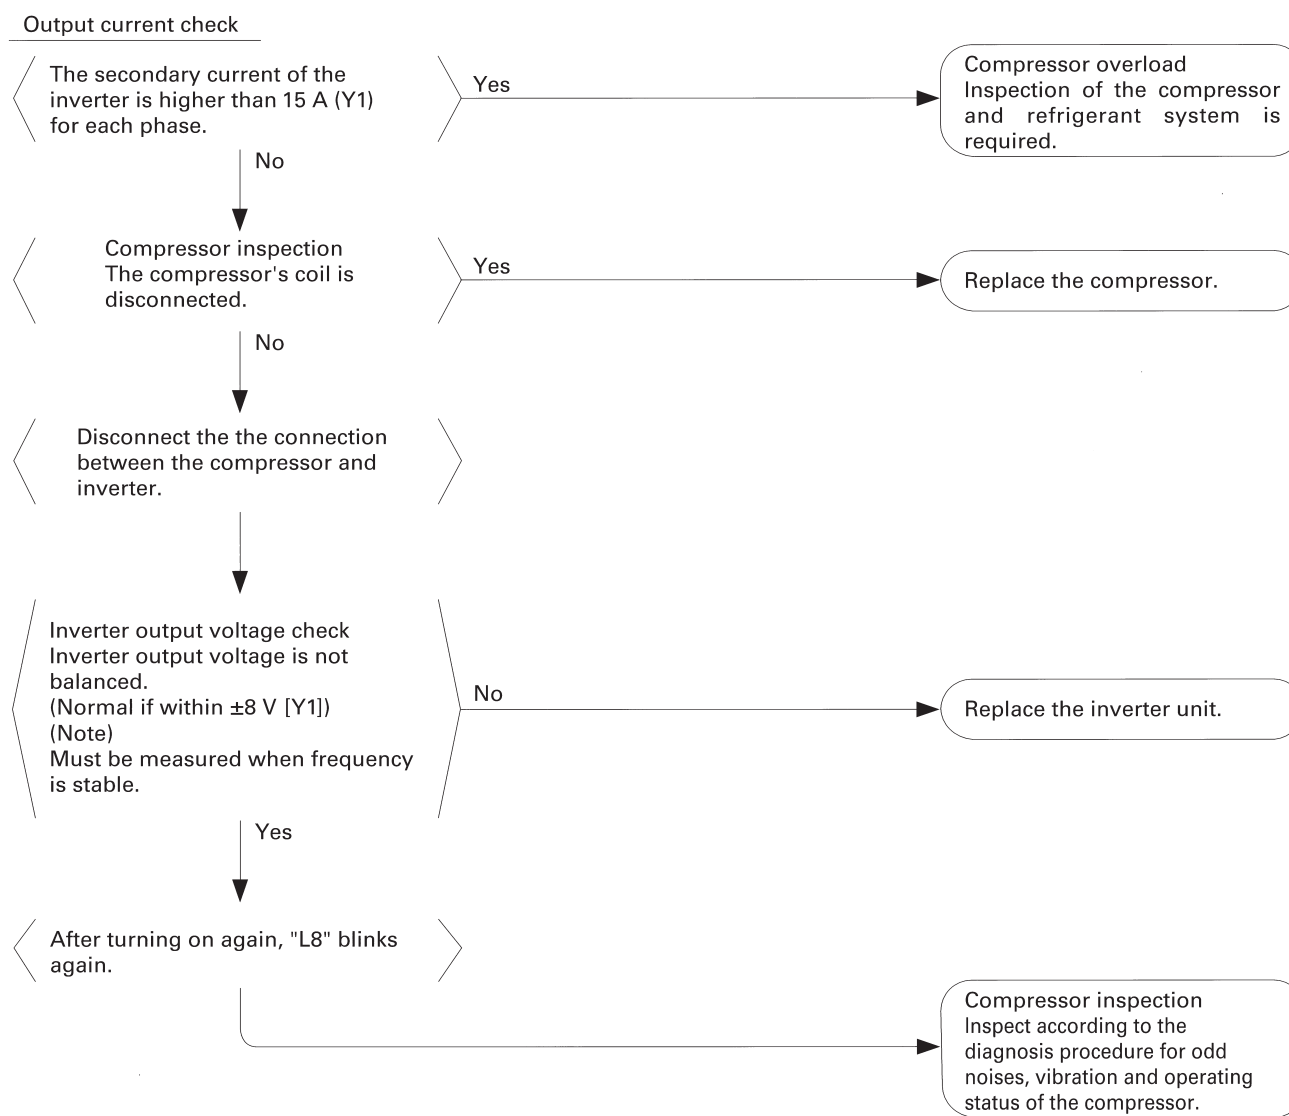 Output current check
The secondary current of the
inverter is higher than 15 A (Y1)
for each phase.
Yes
Compressor overload
Inspection of the compressor
and refrigerant system is
required.
No
Compressor inspection
The compressor's coil is
disconnected.
Yes
Replace the compressor.
No
Disconnect the the connection
between the compressor and
inverter.
Inverter output voltage check
Inverter output voltage is not
balanced.
(Normal if within ±8 V [Y1])
(Note)
Must be measured when frequency
is stable.
No
Replace the inverter unit.
Yes
After turning on again, "L8" blinks
again.
Compressor inspection
Inspect according to the
diagnosis procedure for odd
noises, vibration and operating
status of the compressor.